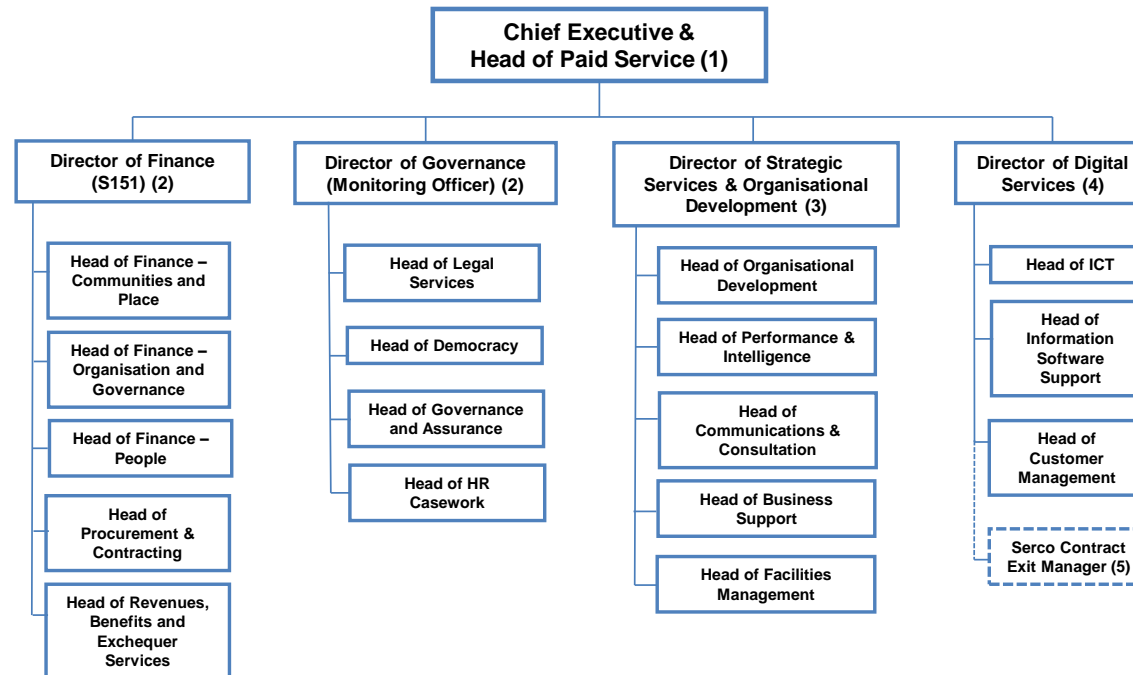 Chief Executive &
Head of Paid Service (1)
Director of Finance
(S151) (2)
Head of Finance –
Communities and
Place
Head of Finance –
Organisation and
Governance
Head of Finance –
People
Head of
Procurement &
Contracting
Head of Revenues,
Benefits and
Exchequer
Services
Director of Governance
(Monitoring Officer) (2)
Head of Legal
Services
Head of Democracy
Head of Governance
and Assurance
Head of HR
Casework
Director of Strategic
Services & Organisational
Development (3)
Head of Organisational
Development
Head of Performance &
Intelligence
Head of
Communications &
Consultation
Head of Business
Support
Head of Facilities
Management
Director of Digital
Services (4)
Head of ICT
Head of
Information
Software
Support
Head of
Customer
Management
Serco Contract
Exit Manager (5)